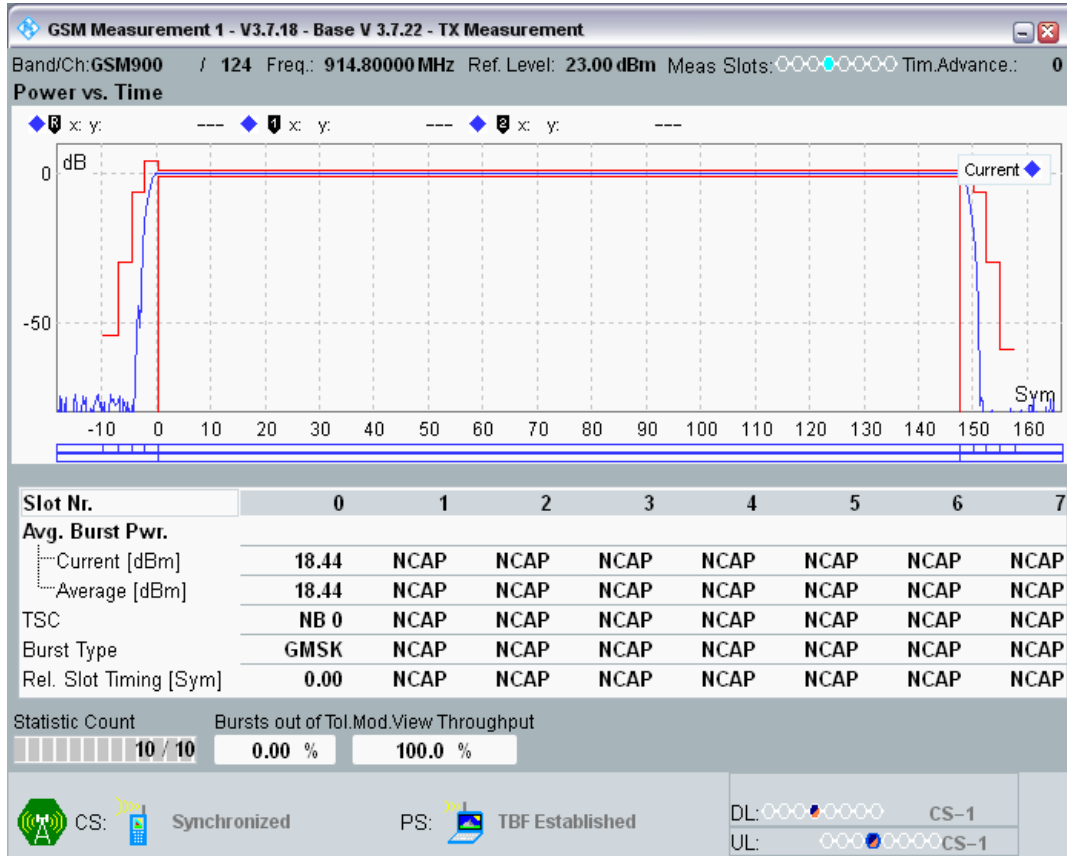 GSM Measurement 1 - V3.7.18 - Base V 3.7.22 - TX Measurement
Band/Ch:GSM900 / 124 Freq.: 914.80000 MHz Ref. Level: 23.00 dBm Meas Slots: Tim.Advance.: 0
Power vs. Time
R x: y: --- 1 x: y: --- 2 x: y: ---
dB
Current
0
-50
Sym
-10 0 10 20 30 40 50 60 70 80 90 100 110 120 130 140 150 160
Slot Nr. 0 1 2 3 4 5 6 7
Avg. Burst Pwr.
Current [dBm] 18.44 NCAP NCAP NCAP NCAP NCAP NCAP NCAP
Average [dBm] 18.44 NCAP NCAP NCAP NCAP NCAP NCAP NCAP
TSC NB 0 NCAP NCAP NCAP NCAP NCAP NCAP NCAP
Burst Type GMSK NCAP NCAP NCAP NCAP NCAP NCAP NCAP
Rel. Slot Timing [Sym] 0.00 NCAP NCAP NCAP NCAP NCAP NCAP NCAP
Statistic Count Bursts out of Tol. Mod.View Throughput
10 / 10 0.00 % 100.0 %
CS: Synchronized PS: TBF Established DL: CS-1
UL: CS-1